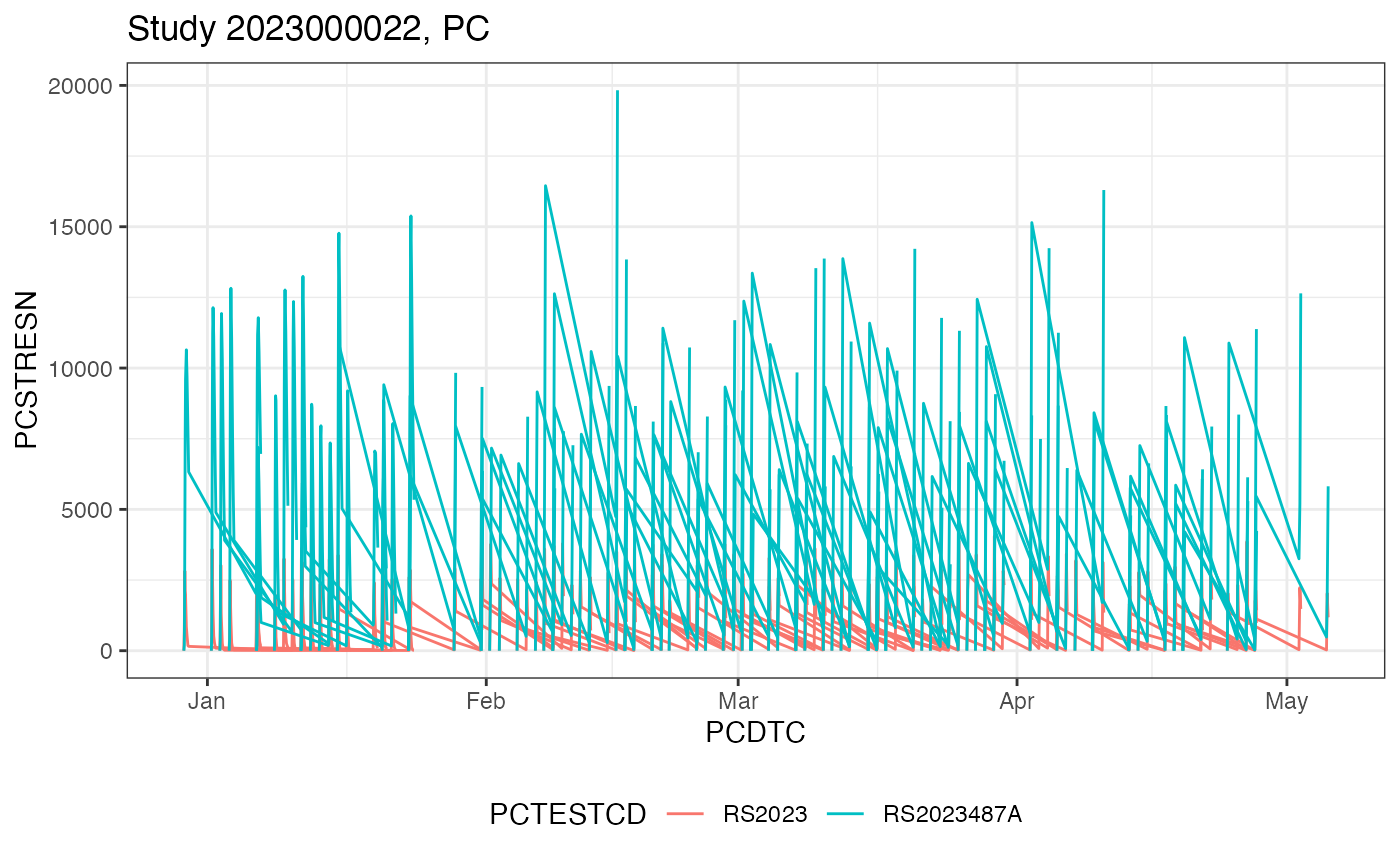 Study 2023000022, PC
20000
15000
10000
5000
0
PCSTRESN
Jan Feb Mar Apr May
PCDTC
PCTESTCD RS2023 RS2023487A